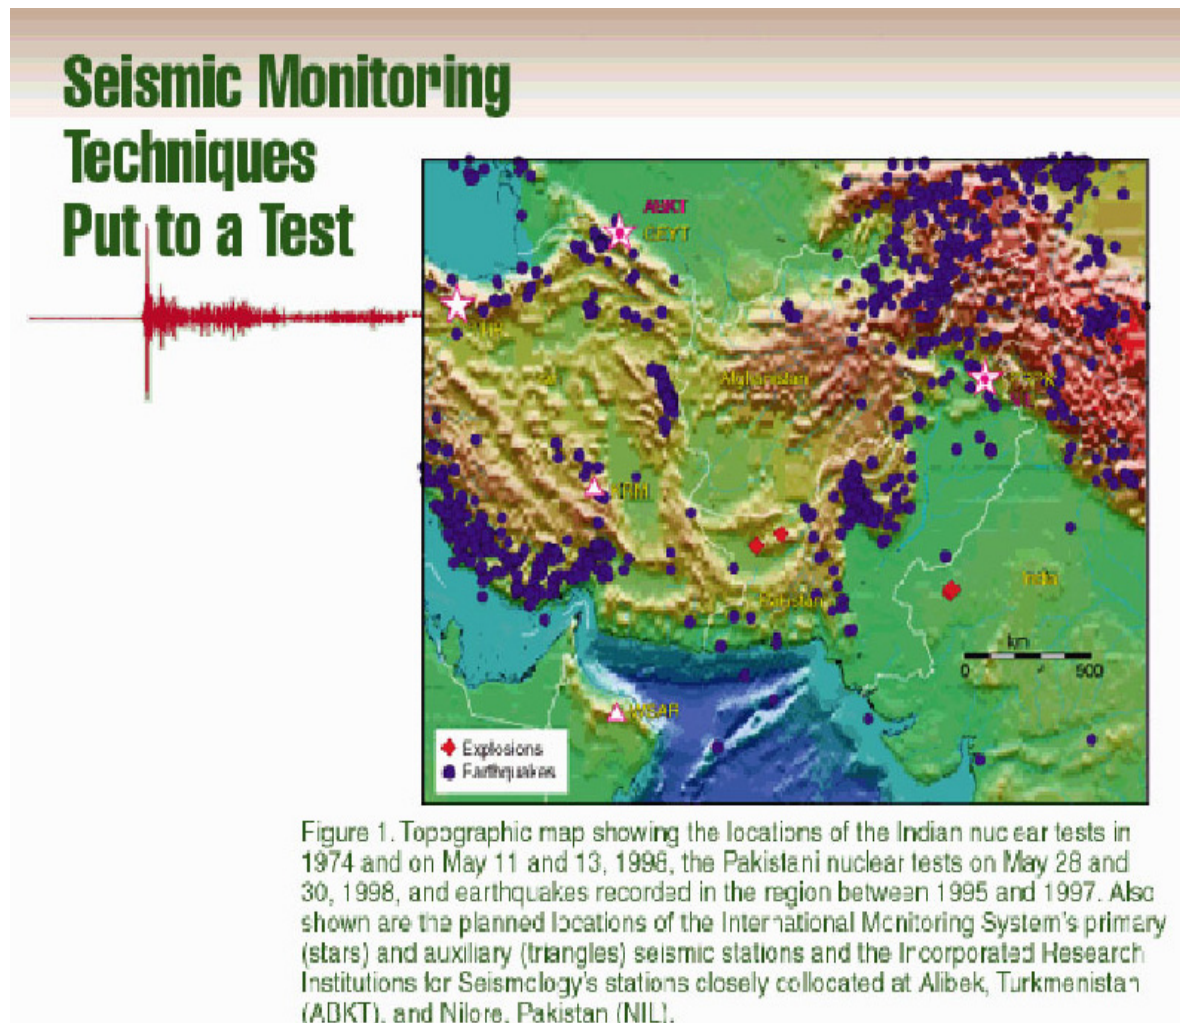 Seismic Monitoring
Techniques
Put to a Test
ABKT
GEYT
Afghanistan
Pakistan
India
WSAR
km
0
500
Explosions
Earthquakes
Figure 1. Topographic map showing the locations of the Indian nuclear tests in
1974 and on May 11 and 13, 1998, the Pakistani nuclear tests on May 28 and
30, 1998, and earthquakes recorded in the region between 1995 and 1997. Also
shown are the planned locations of the International Monitoring System's primary
(stars) and auxiliary (triangles) seismic stations and the Incorporated Research
Institutions for Seismology's stations closely collocated at Alibek, Turkmenistan
(ABKT), and Nilore, Pakistan (NIL).